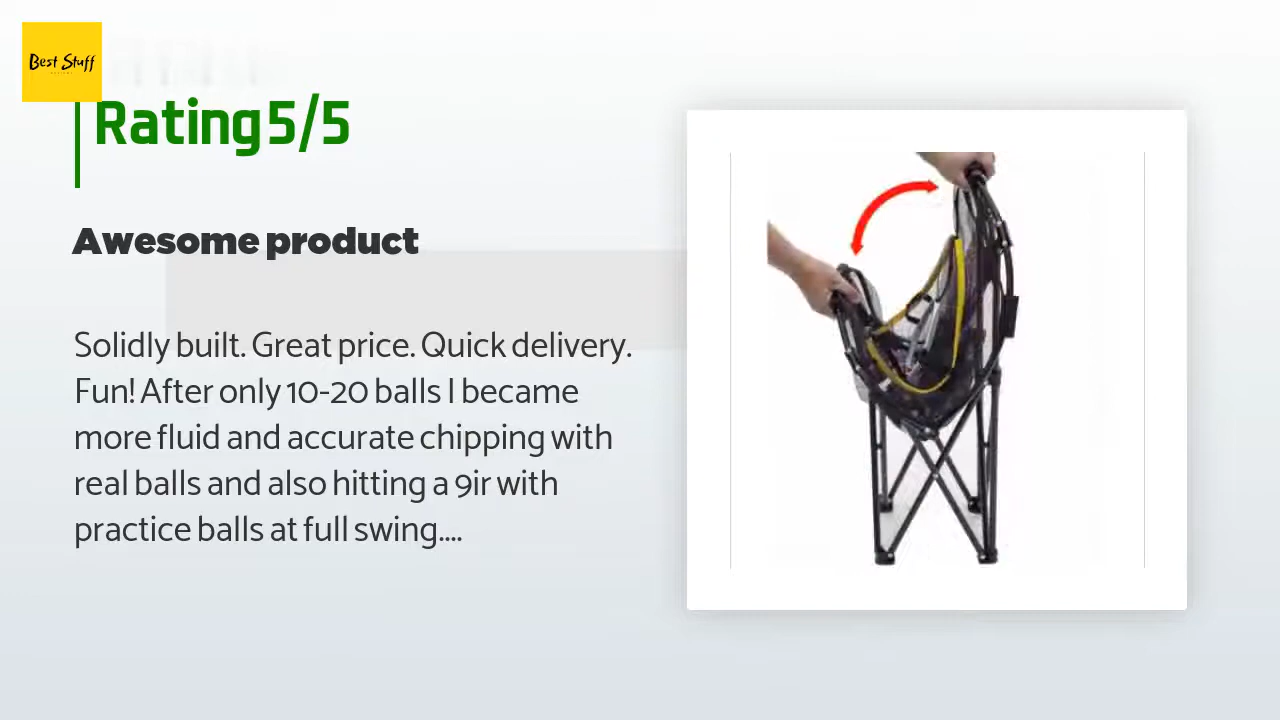 Best Stuff
Rating 5/5
Awesome product
Solidly built. Great price. Quick delivery.
Fun! After only 10-20 balls I became
more fluid and accurate chipping with
real balls and also hitting a 9ir with
practice balls at full swing....